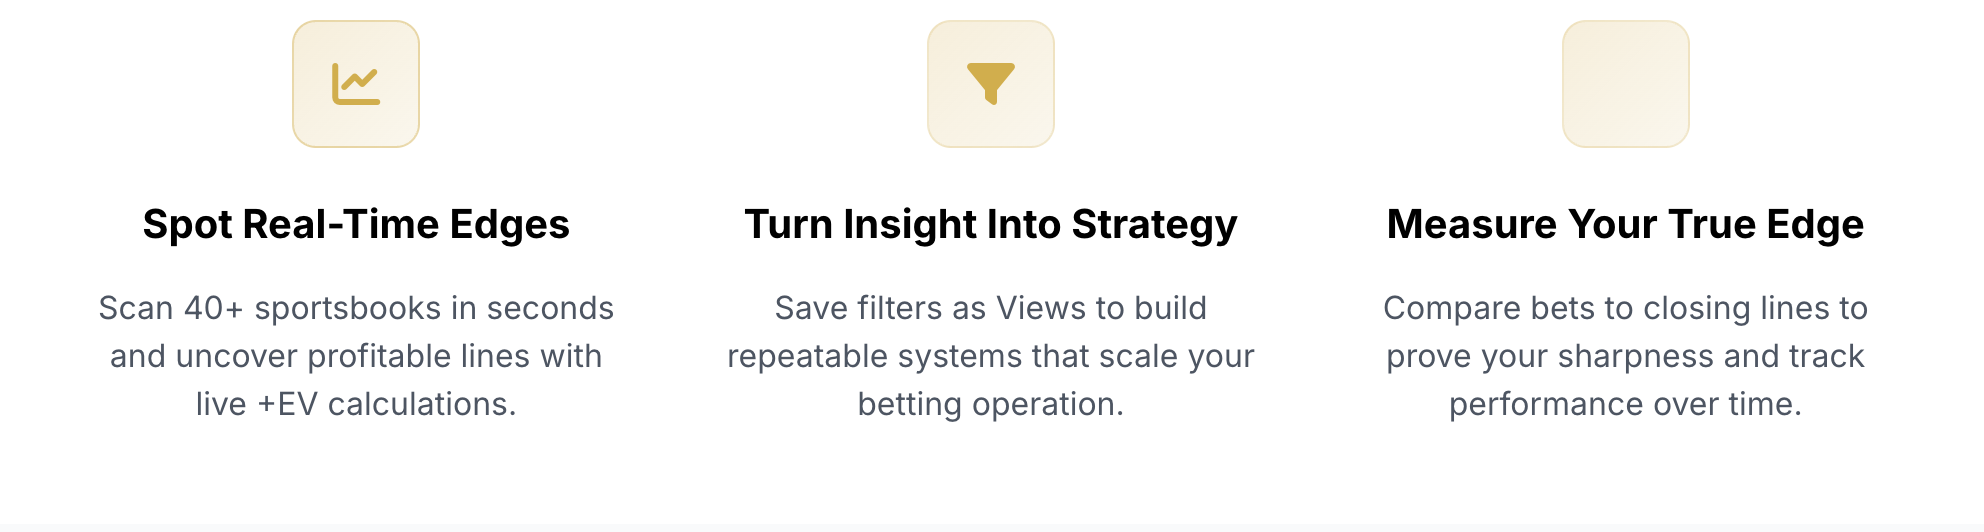 Spot Real-Time Edges
Scan 40+ sportsbooks in seconds
and uncover profitable lines with
live +EV calculations.
Turn Insight Into Strategy
Save filters as Views to build
repeatable systems that scale your
betting operation.
Measure Your True Edge
Compare bets to closing lines to
prove your sharpness and track
performance over time.